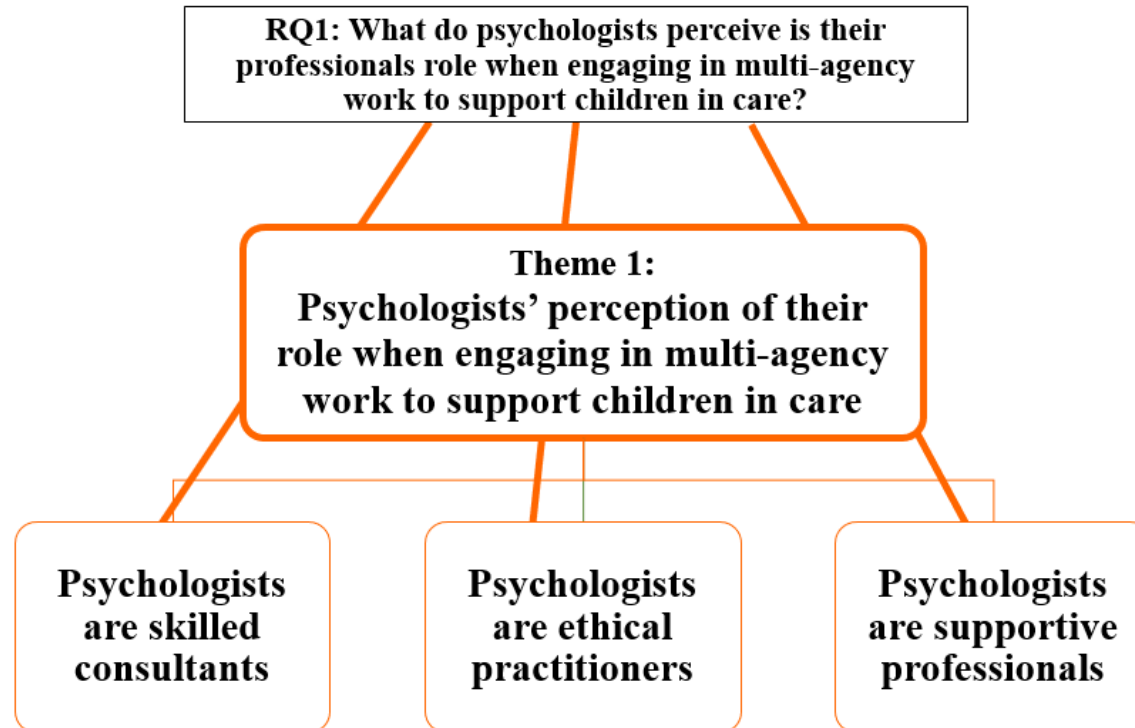 RQ1: What do psychologists perceive is their
professionals role when engaging in multi-agency
work to support children in care?
Theme 1:
Psychologists’ perception of their
role when engaging in multi-agency
work to support children in care
Psychologists
are skilled
consultants
Psychologists
are ethical
practitioners
Psychologists
are supportive
professionals